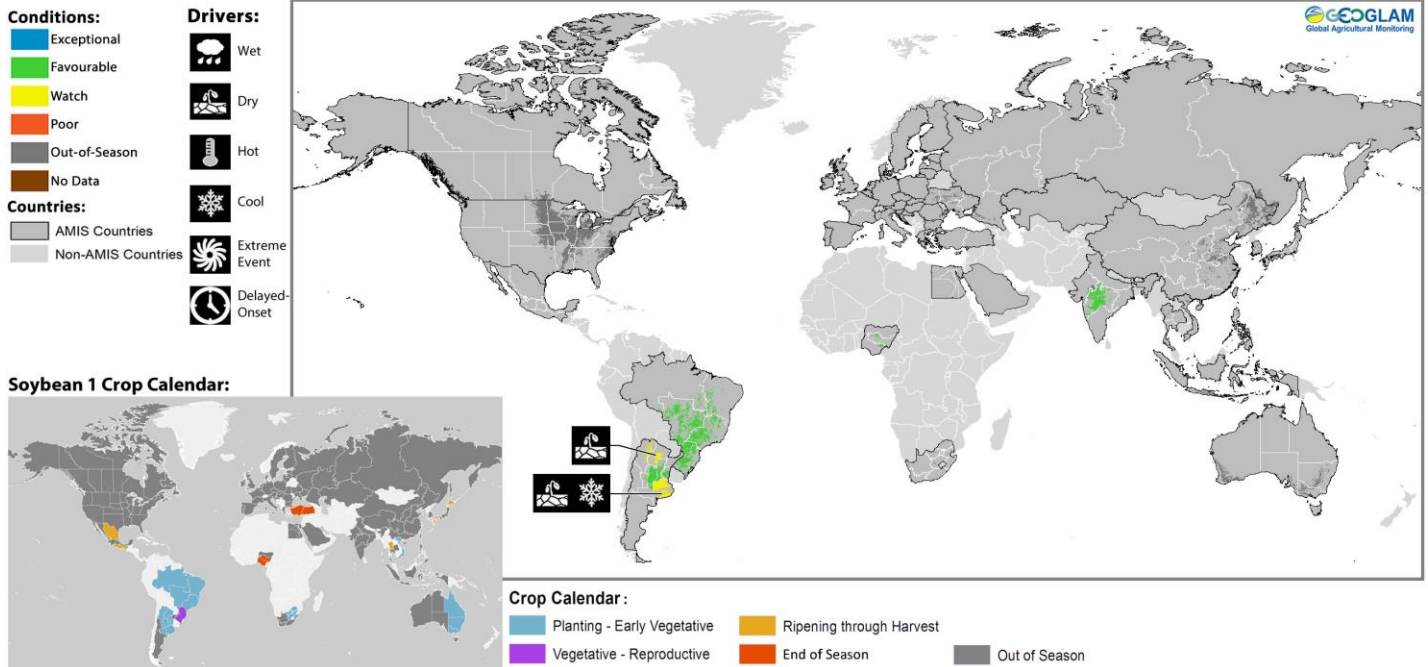 Conditions:
Exceptional
Favourable
Watch
Poor
Out-of-Season
No Data
Countries:
AMIS Countries
Non-AMIS Countries
Drivers:
Wet
Dry
Hot
Cool
Extreme
Event
Delayed-
Onset
GEOGLAM
Global Agricultural Monitoring
Soybean 1 Crop Calendar:
Crop Calendar :
Planting - Early Vegetative
Ripening through Harvest
Vegetative - Reproductive
End of Season
Out of Season